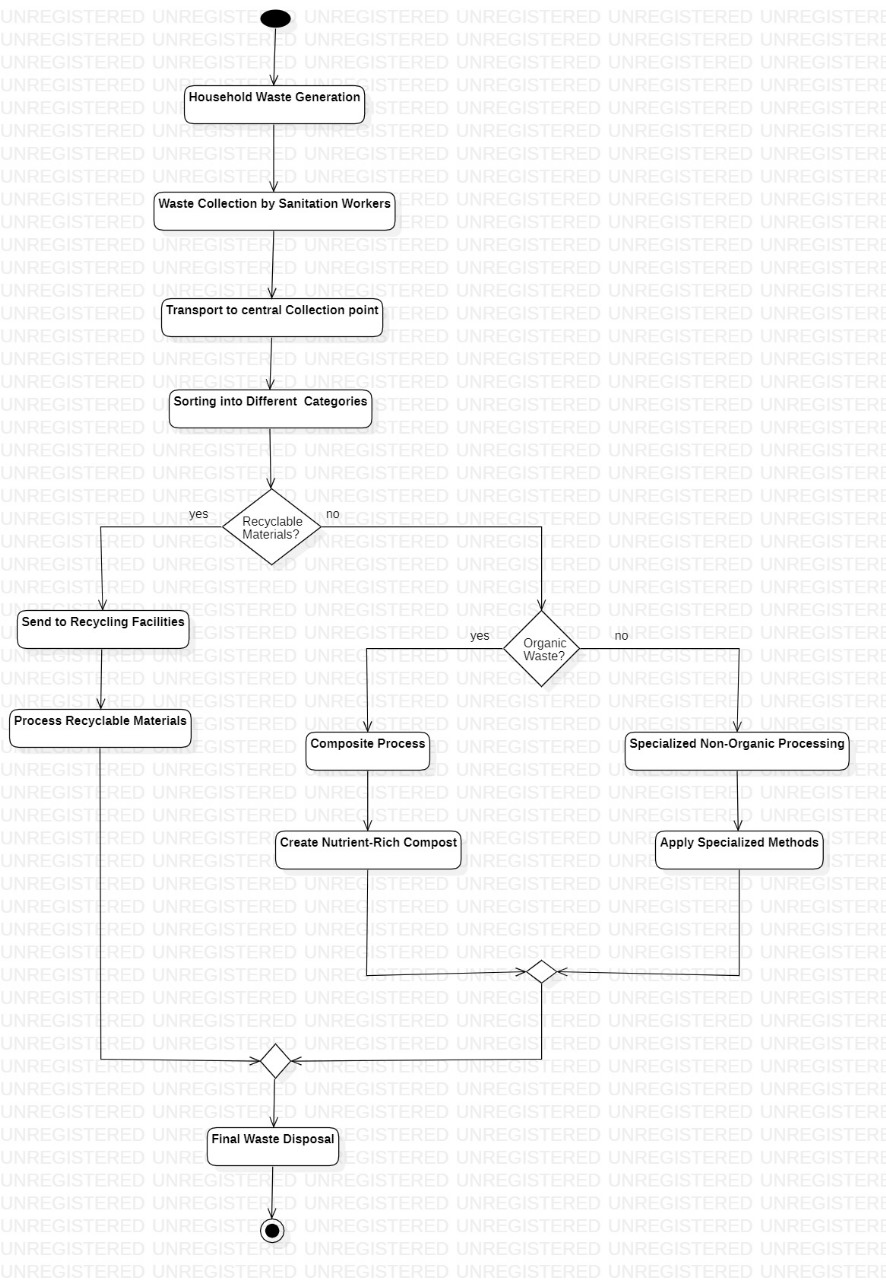 Household Waste Generation
Waste Collection by Sanitation Workers
Transport to central Collection point
Sorting into Different  Categories
yes
Recyclable
Materials?
no
Send to Recycling Facilities
yes
Organic
Waste?
no
Process Recyclable Materials
Composite Process
Specialized Non-Organic Processing
Create Nutrient-Rich Compost
Apply Specialized Methods
Final Waste Disposal
UNREGISTERED